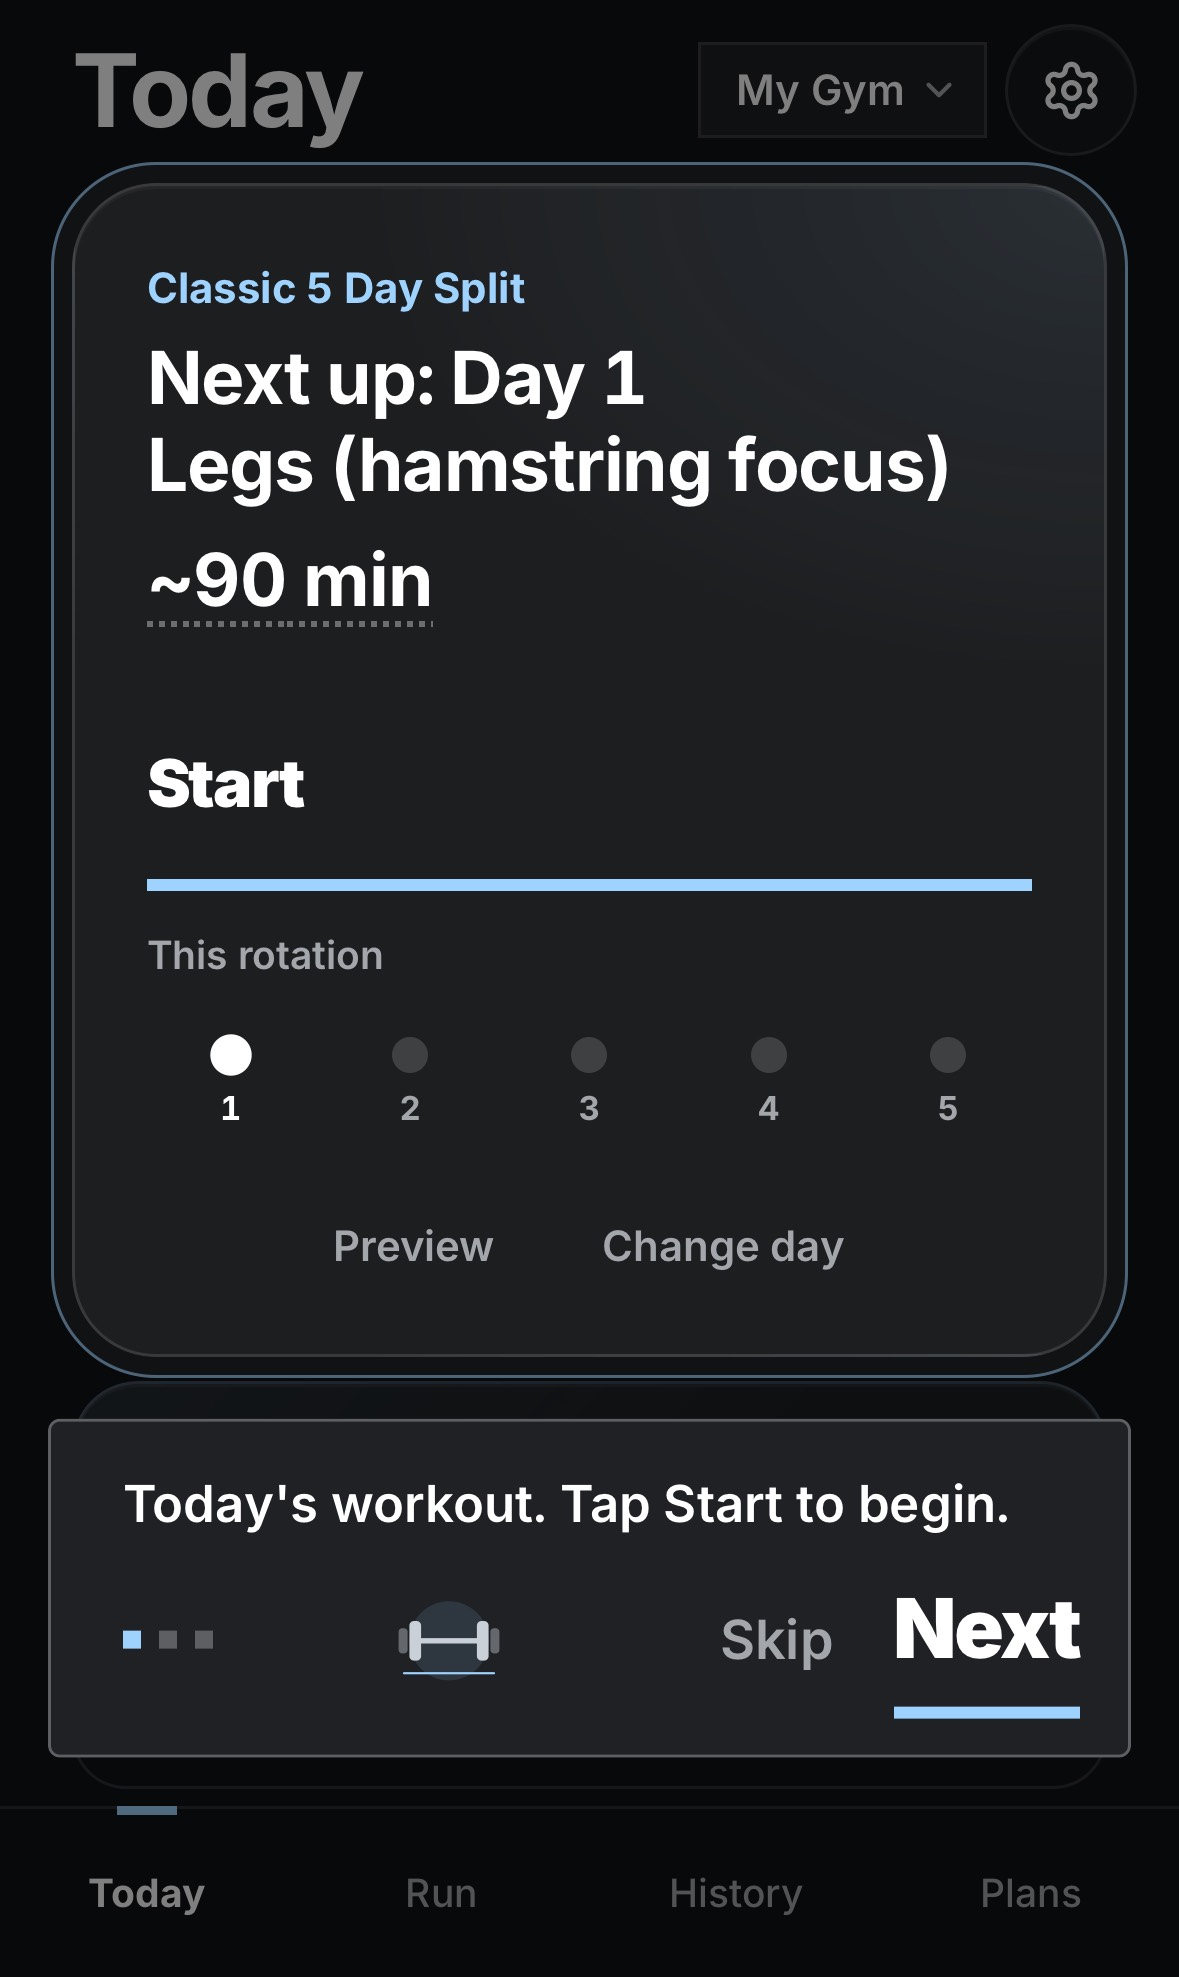 Today
My Gym
Classic 5 Day Split
Next up: Day 1
Legs (hamstring focus)
~90 min
Start
This rotation
1 2 3 4 5
Preview Change day
Today's workout. Tap Start to begin.
Skip Next
Today Run History Plans